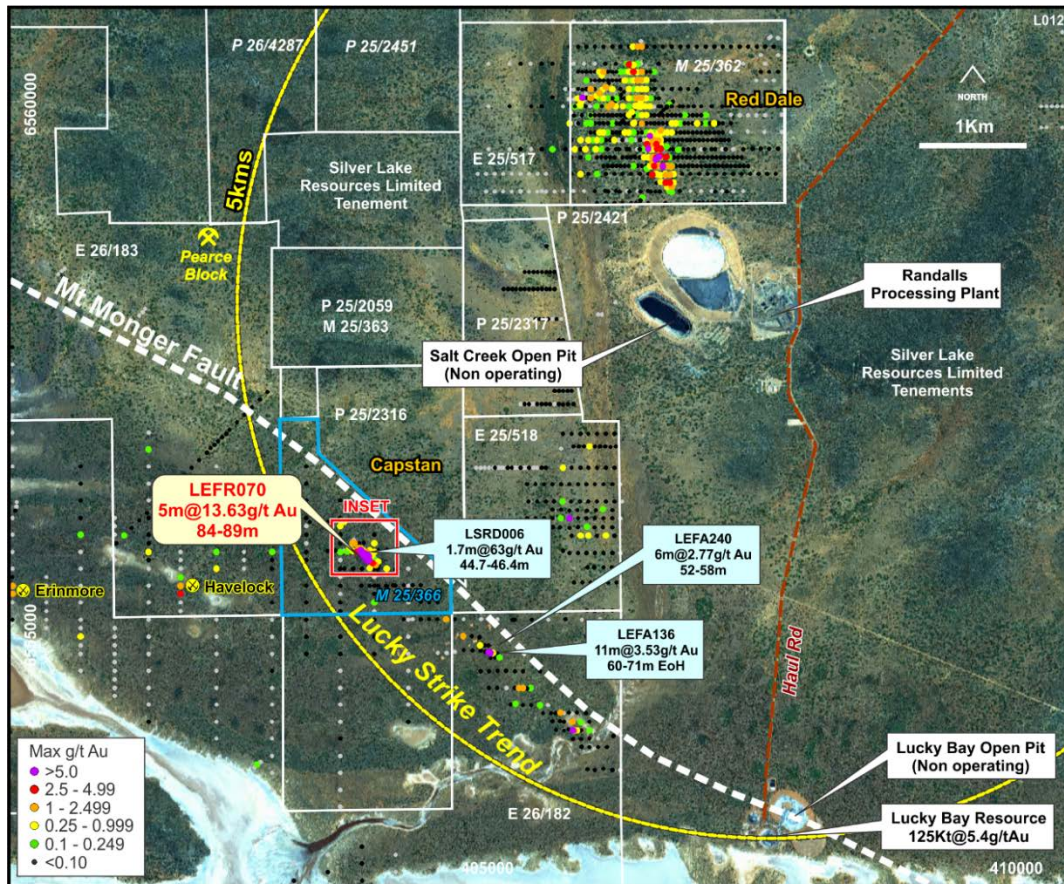 L012
P 26/4287
P 25/2451
M 25/362
Red Dale
NORTH
1Km
6560000
5kms
E 25/517
Silver Lake
Resources Limited
Tenement
P 25/2421
E 26/183
Pearce
Block
Mt Monger Fault
P 25/2059
M 25/363
P 25/2317
Randalls
Processing Plant
Salt Creek Open Pit
(Non operating)
Silver Lake
Resources Limited
Tenements
P 25/2316
E 25/518
Capstan
LEFR070
5m@13.63g/t Au
84-89m
INSET
LSRD006
1.7m@63g/t Au
44.7-46.4m
LEFA240
6m@2.77g/t Au
52-58m
Erinmore
Havelock
M 25/366
LEFA136
11m@3.53g/t Au
60-71m EoH
Lucky Strike Trend
Haul Rd
Max g/t Au
>5.0
2.5 - 4.99
1 - 2.499
0.25 - 0.999
0.1 - 0.249
<0.10
E 26/182
Lucky Bay Open Pit
(Non operating)
Lucky Bay Resource
125Kt@5.4g/tAu
405000
410000